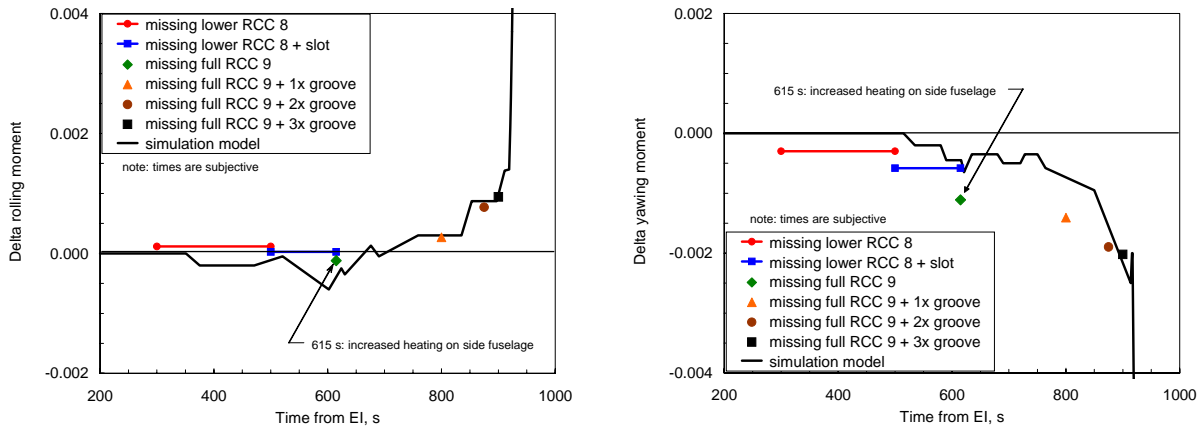 0.004
missing lower RCC 8
missing lower RCC 8 + slot
missing full RCC 9
missing full RCC 9 + 1x groove
missing full RCC 9 + 2x groove
missing full RCC 9 + 3x groove
simulation model
note: times are subjective
0.002
0.000
-0.002
Delta rolling moment
615 s: increased heating on side fuselage
200
400
600
800
1000
Time from EI, s
0.002
615 s: increased heating on side fuselage
0.000
-0.002
-0.004
Delta yawing moment
note: times are subjective
missing lower RCC 8
missing lower RCC 8 + slot
missing full RCC 9
missing full RCC 9 + 1x groove
missing full RCC 9 + 2x groove
missing full RCC 9 + 3x groove
simulation model
200
400
600
800
1000
Time from EI, s